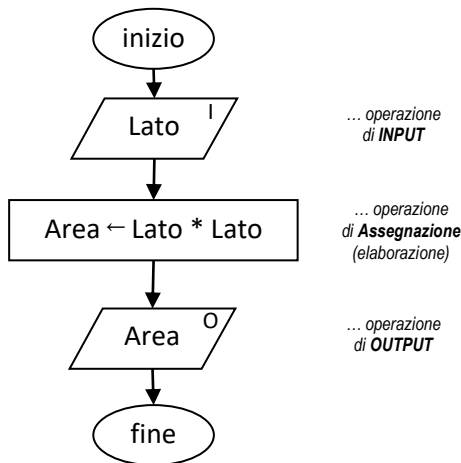 inizio
I
Lato
… operazione
di INPUT
Area ← Lato * Lato
… operazione
di Assegnazione
(elaborazione)
O
Area
… operazione
di OUTPUT
fine